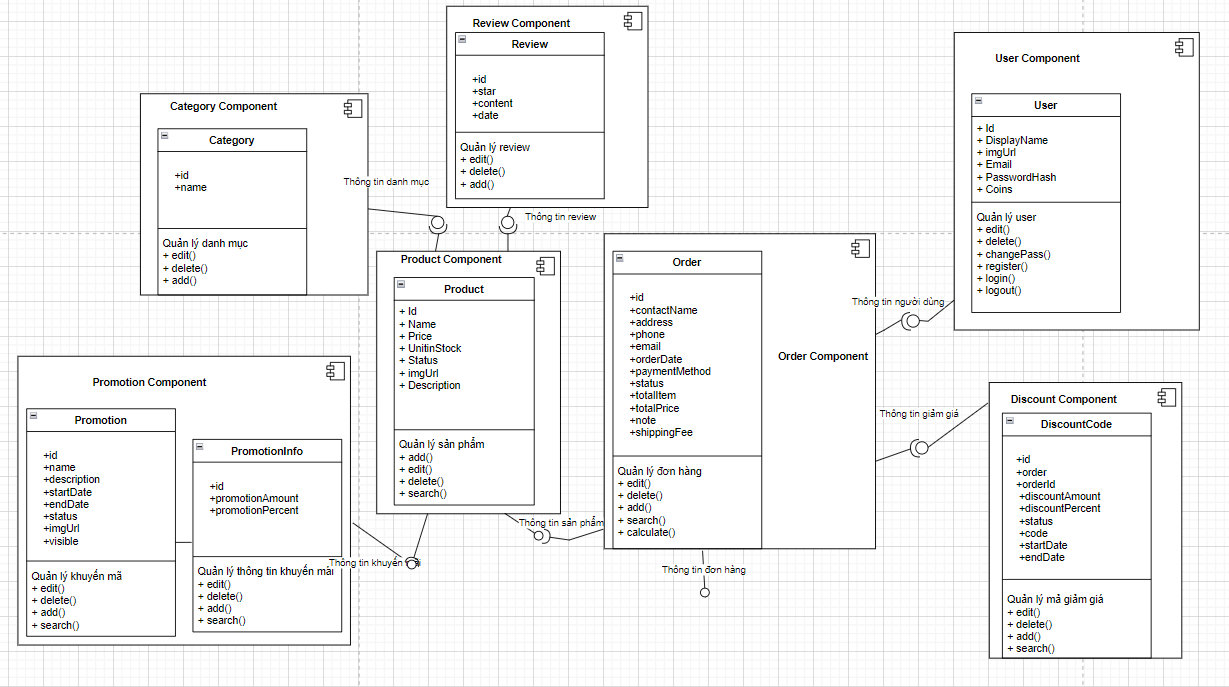 Review Component
Review
+id
+star
+content
+date
Quản lý review
+ edit()
+ delete()
+ add()
Thông tin review
Category Component
Category
+id
+name
Quản lý danh mục
+ edit()
+ delete()
+ add()
Thông tin danh mục
User Component
User
+ Id
+ DisplayName
+ imgUrl
+ Email
+ PasswordHash
+ Coins
Quản lý user
+ edit()
+ delete()
+ changePass()
+ register()
+ login()
+ logout()
Thông tin người dùng
Product Component
Product
+ Id
+ Name
+ Price
+ UnitinStock
+ Status
+ imgUrl
+ Description
Quản lý sản phẩm
+ add()
+ edit()
+ delete()
+ search()
Thông tin sản phẩm
Order
+id
+contactName
+address
+phone
+email
+orderDate
+paymentMethod
+status
+totalItem
+totalPrice
+note
+shippingFee
Quản lý đơn hàng
+ edit()
+ delete()
+ add()
+ search()
+ calculate()
Order Component
Thông tin đơn hàng
Promotion Component
Promotion
+id
+name
+description
+startDate
+endDate
+status
+imgUrl
+visible
Quản lý khuyến mã
+ edit()
+ delete()
+ add()
+ search()
PromotionInfo
+id
+promotionAmount
+promotionPercent
Quản lý thông tin khuyến mãi
+ edit()
+ delete()
+ add()
+ search()
Thông tin khuyến mãi
Discount Component
DiscountCode
+id
+order
+orderId
+discountAmount
+discountPercent
+status
+code
+startDate
+endDate
Quản lý mả giảm giá
+ edit()
+ delete()
+ add()
+ search()
Thông tin giảm giá